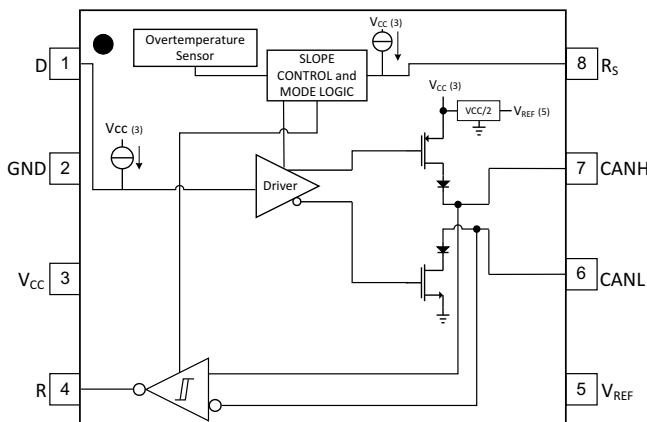 Overtemperature
Sensor
SLOPE
CONTROL and
MODE LOGIC
VCC (3)
D 1
8 RS
VCC (3)
VCC/2
VREF (5)
VCC (3)
GND 2
Driver
7 CANH
VCC 3
6 CANL
R 4
5 VREF